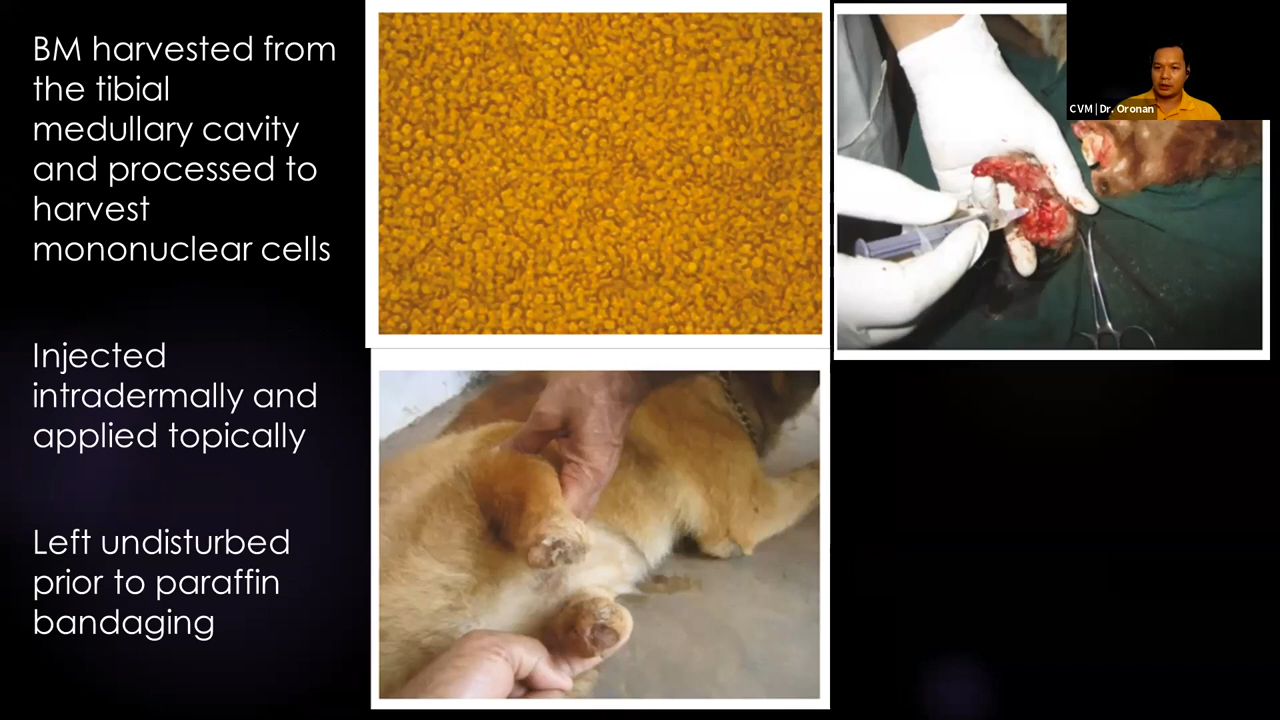 BM harvested from
the tibial
medullary cavity
and processed to
harvest
mononuclear cells
Injected
intradermally and
applied topically
Left undisturbed
prior to paraffin
bandaging
CVM | Dr. Oronan